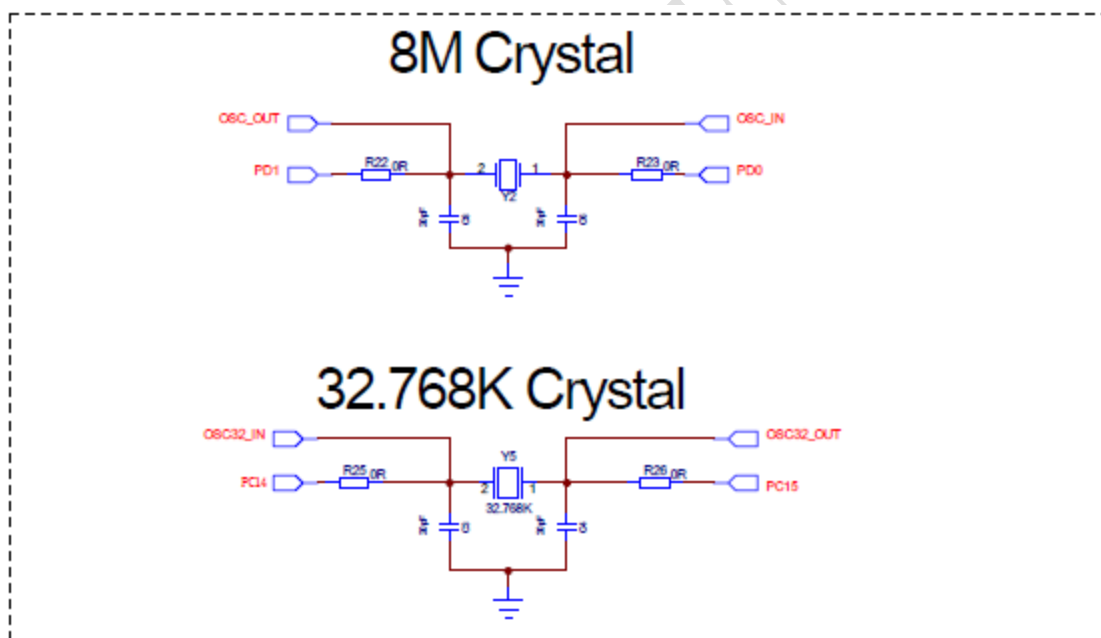 8M Crystal
OSC_OUT OSC_IN
PD1 R22 0R 2 1 R23 0R PD0
Y2
32.768K Crystal
OSC32_IN OSC32_OUT
Y5
PC14 R25 0R 2 1 R26 0R PC15
32.768K